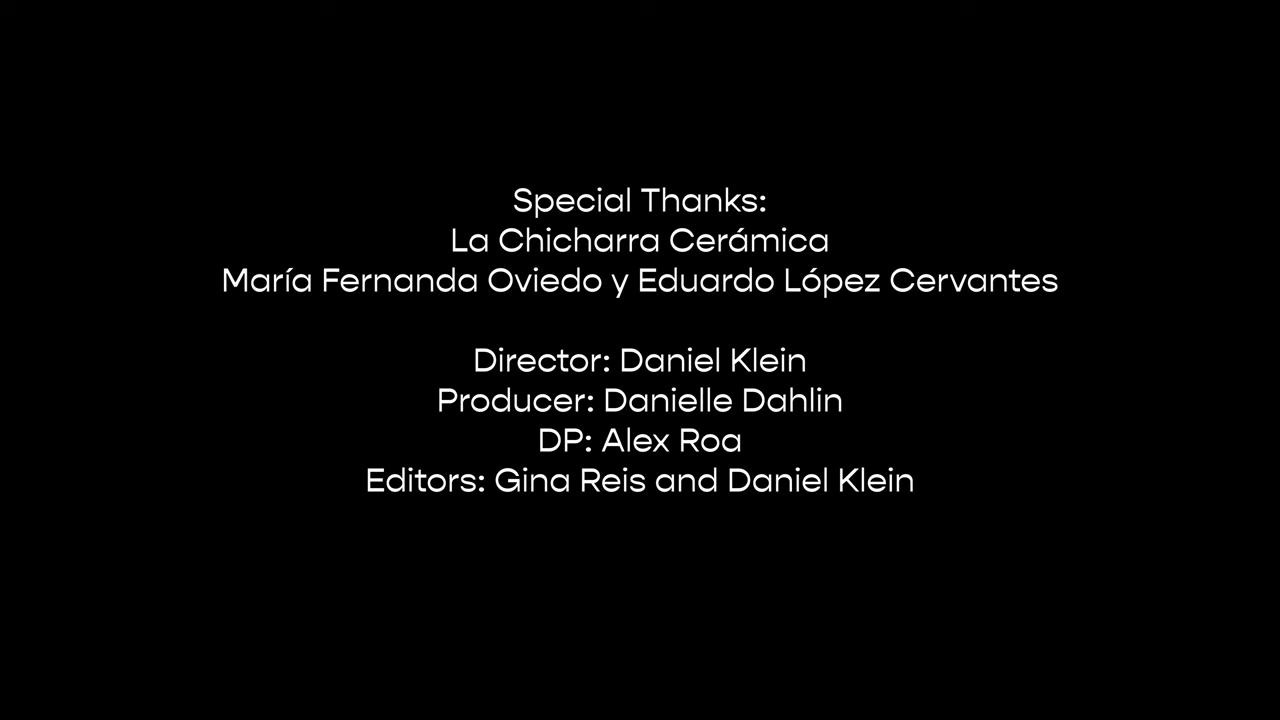 Special Thanks:
La Chicharra Cerámica
María Fernanda Oviedo y Eduardo López Cervantes
Director: Daniel Klein
Producer: Danielle Dahlin
DP: Alex Roa
Editors: Gina Reis and Daniel Klein